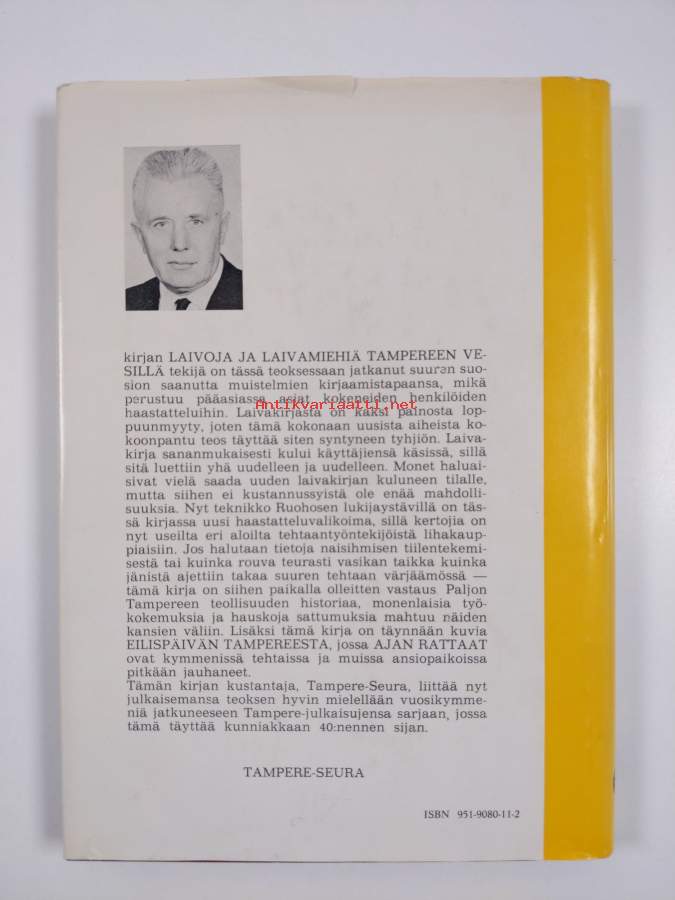 kirjan LAIVOJA JA LAIVAMIEHIÄ TAMPEREEN VE-
SILLÄ tekijä on tässä teoksessaan jatkanut suuren suo-
sion saanutta muistelmien kirjaamistapaansa, mikä
perustuu pääasiassa asiat kokeneiden henkilöiden
haastatteluihin. Laivakirjasta on kaksi painosta lop-
Antikvariaatti.net
puunmyyty, joten tämä kokonaan uusista aiheista ko-
koonpantu teos täyttää siten syntyneen tyhjiön. Laiva-
kirja sananmukaisesti kului käyttäjiensä käsissä, sillä
sitä luettiin yhä uudelleen ja uudelleen. Monet haluai-
sivat vielä saada uuden laivakirjan kuluneen tilalle,
mutta siihen ei kustannussyistä ole enää mahdolli-
suuksia. Nyt teknikko Ruohosen lukijaystävillä on täs-
sä kirjassa uusi haastatteluvalikoima, sillä kertojia on
nyt useilta eri aloilta tehtaantyöntekijöistä lihakaup-
piaisiin. Jos halutaan tietoja naisihmisen tiilentekemi-
sestä tai kuinka rouva teurasti vasikan taikka kuinka
jänistä ajettiin takaa suuren tehtaan värjäämössä —
tämä kirja on siihen paikalla olleitten vastaus Paljon
Tampereen teollisuuden historiaa, monenlaisia työ-
kokemuksia ja hauskoja sattumuksia mahtuu näiden
kansien väliin. Lisäksi tämä kirja on täynnään kuvia
EILISPÄIVÄN TAMPEREESTA, jossa AJAN RATTAAT
ovat kymmenissä tehtaissa ja muissa ansiopaikoissa
pitkään jauhaneet.
Tämän kirjan kustantaja, Tampere-Seura, liittää nyt
julkaisemansa teoksen hyvin mielellään vuosikymme-
niä jatkuneeseen Tampere-julkaisujensa sarjaan, jossa
tämä täyttää kunniakkaan 40:nennen sijan.
TAMPERE-SEURA
ISBN 951-9080-11-2